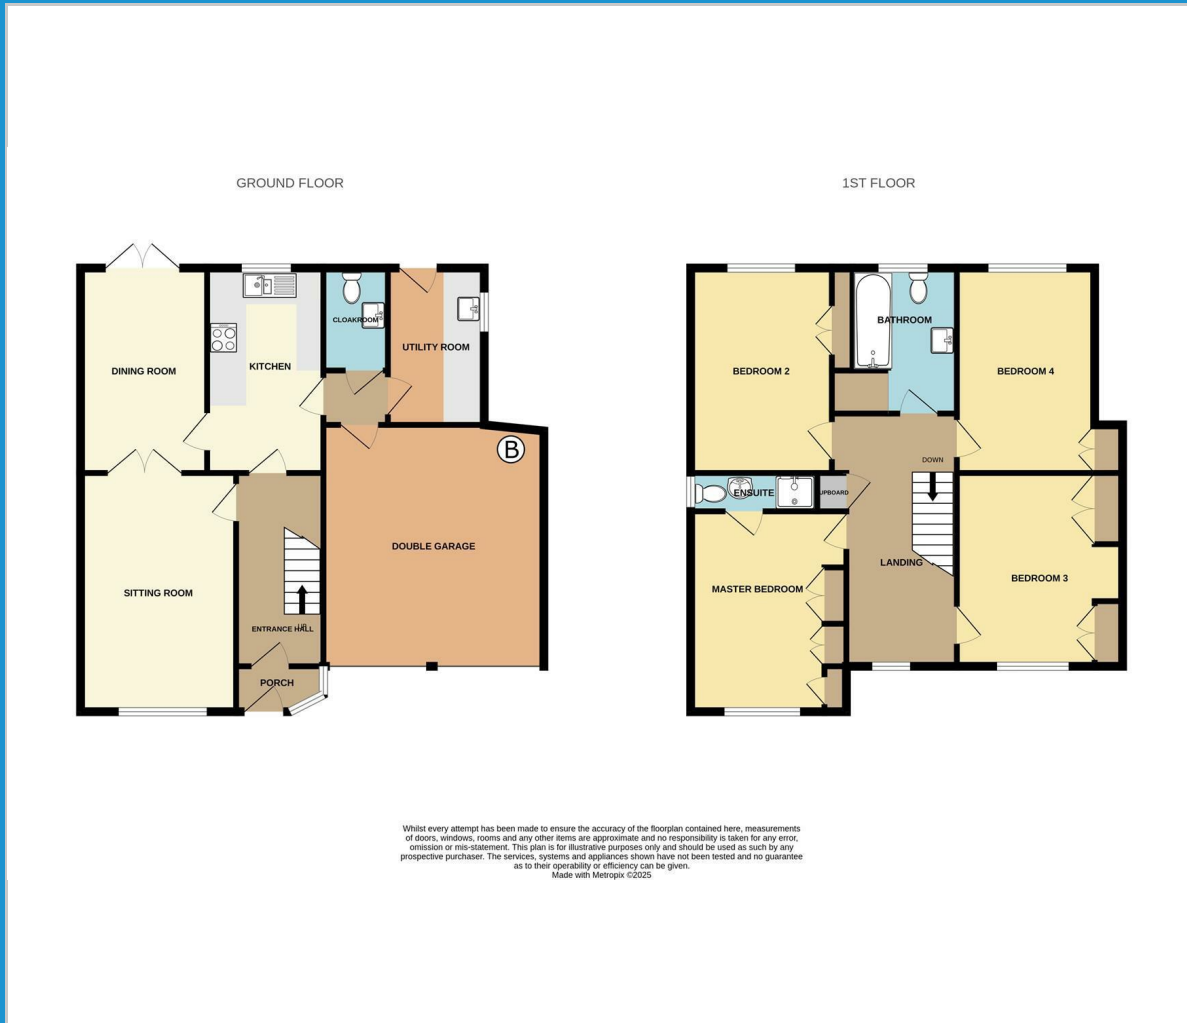 GROUND FLOOR
1ST FLOOR
DINING ROOM
KITCHEN
CLOAKROOM
UTILITY ROOM
B
DOUBLE GARAGE
SITTING ROOM
UP
ENTRANCE HALL
PORCH
BEDROOM 2
BATHROOM
BEDROOM 4
DOWN
ENSUITE
UPBOARD
LANDING
MASTER BEDROOM
BEDROOM 3
Whilst every attempt has been made to ensure the accuracy of the floorplan contained here, measurements
of doors, windows, rooms and any other items are approximate and no responsibility is taken for any error,
omission or mis-statement. This plan is for illustrative purposes only and should be used as such by any
prospective purchaser. The services, systems and appliances shown have not been tested and no guarantee
as to their operability or efficiency can be given.
Made with Metropix ©2025